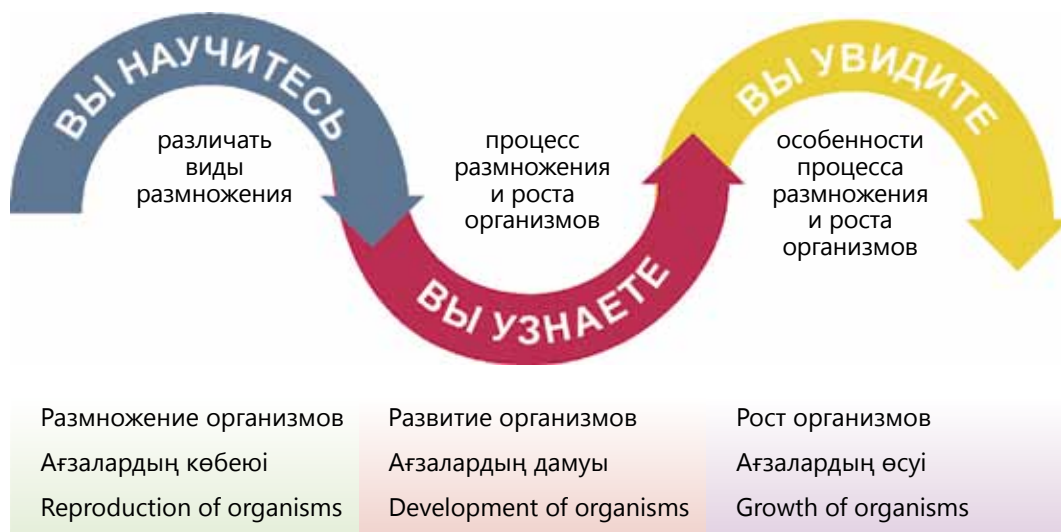 ВЫ НАУЧИТЕСЬ
различать
виды
размножения
ВЫ УЗНАЕТЕ
процесс
размножения
и роста
организмов
ВЫ УВИДИТЕ
особенности
процесса
размножения
и роста
организмов
Размножение организмов
Ағзалардың көбеюі
Reproduction of organisms
Развитие организмов
Ағзалардың дамуы
Development of organisms
Рост организмов
Ағзалардың өсуі
Growth of organisms